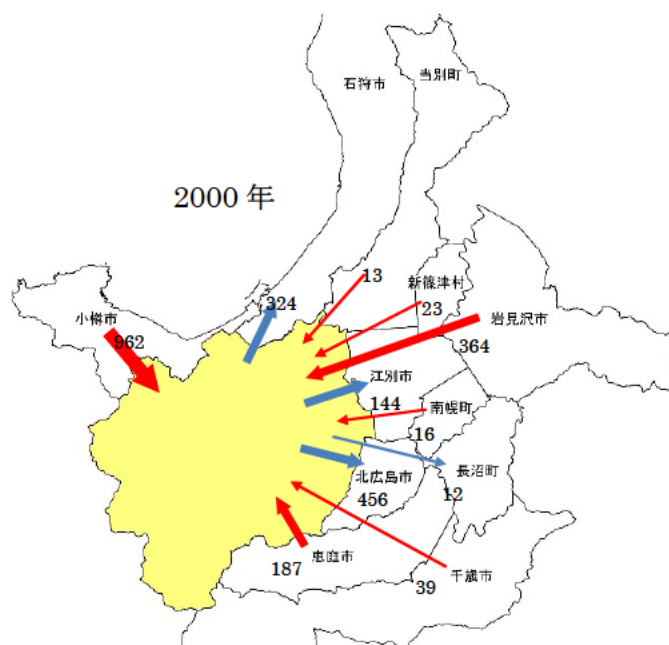 石狩市
当別町
2000 年
13
新篠津村
324
23
小樽市
岩見沢市
962
364
江別市
144
南幌町
16
北広島市
長沼町
456
12
恵庭市
187
千歳市
39